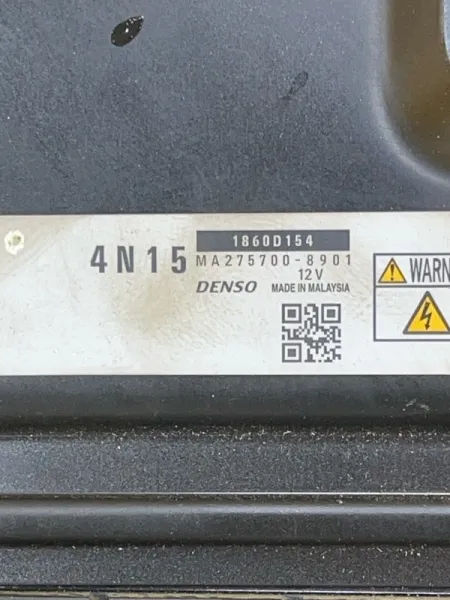 1860D154
4N15
MA275700-8901
12V
DENSO
MADE IN MALAYSIA
WARN